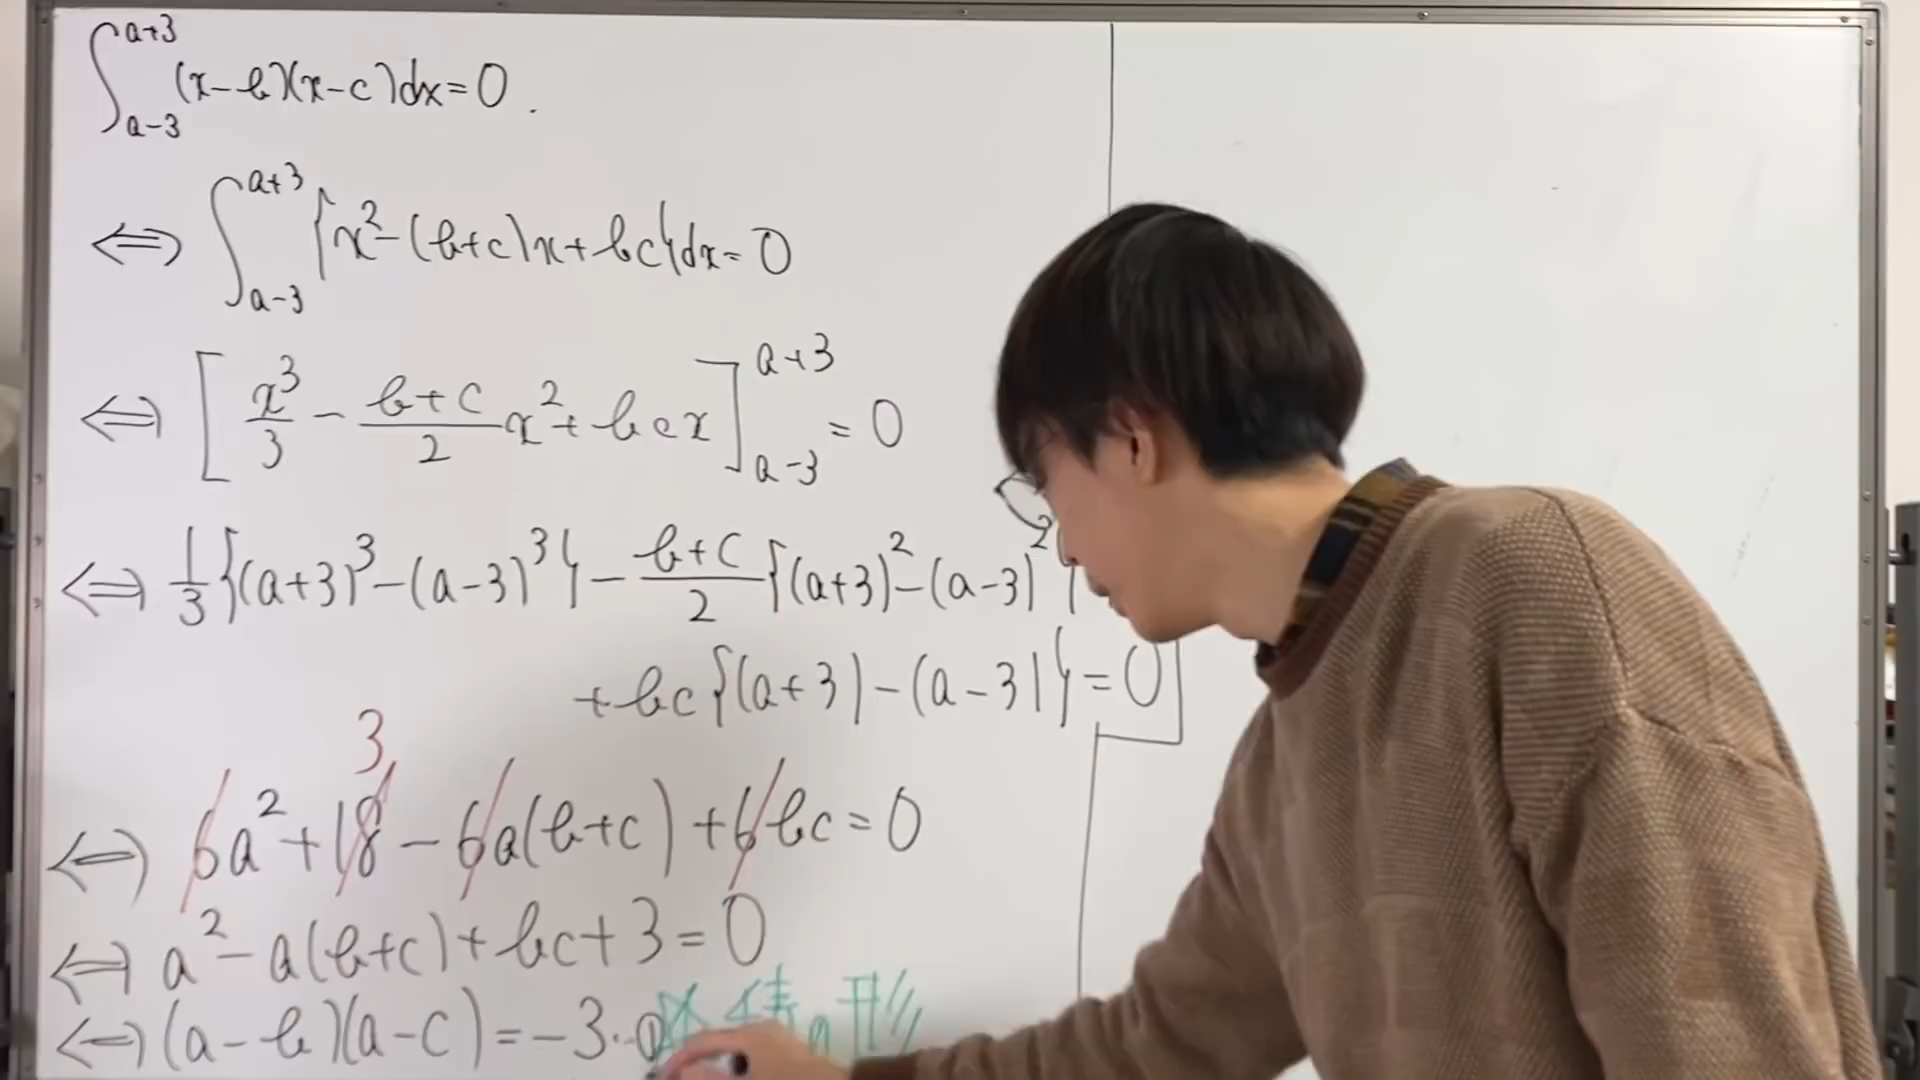 ∫_{a-3}^{a+3} (x-b)(x-c)dx=0.
⇔ ∫_{a-3}^{a+3} {x²-(b+c)x+bc}dx=0
⇔ [x³/3 - (b+c)/2 x² + bcx]_{a-3}^{a+3} = 0
⇔ 1/3{(a+3)³-(a-3)³} - (b+c)/2{(a+3)²-(a-3)²}
+bc{(a+3)-(a-3)}=0
3
⇔ 6a²+18-6a(b+c)+6bc=0
⇔ a²-a(b+c)+bc+3=0
⇔ (a-b)(a-c)=-3
形